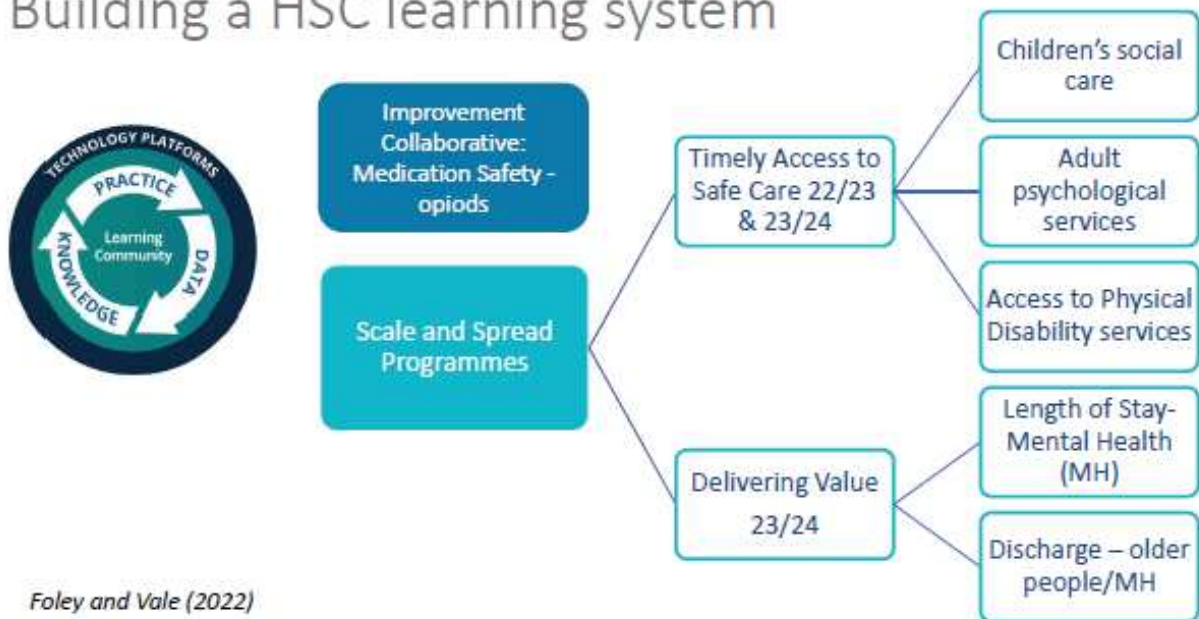 Building a HSC learning system
TECHNOLOGY PLATFORMS
PRACTICE
DATA
KNOWLEDGE
Learning
Community
Improvement
Collaborative:
Medication Safety -
opiods
Scale and Spread
Programmes
Timely Access to
Safe Care 22/23
& 23/24
Delivering Value
23/24
Children's social
care
Adult
psychological
services
Access to Physical
Disability services
Length of Stay-
Mental Health
(MH)
Discharge – older
people/MH
Foley and Vale (2022)